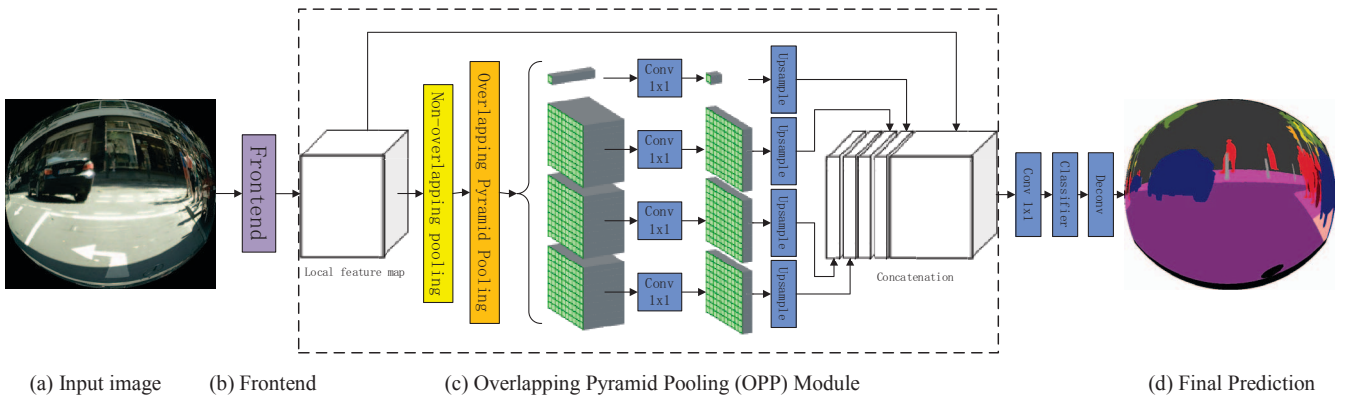 Frontend
Local feature map
Non-overlapping pooling
Overlapping Pyramid Pooling
Conv
1x1
Upsample
Conv
1x1
Upsample
Conv
1x1
Upsample
Conv
1x1
Upsample
Concatenation
Conv 1x1
Classifier
Deconv
(a) Input image
(b) Frontend
(c) Overlapping Pyramid Pooling (OPP) Module
(d) Final Prediction